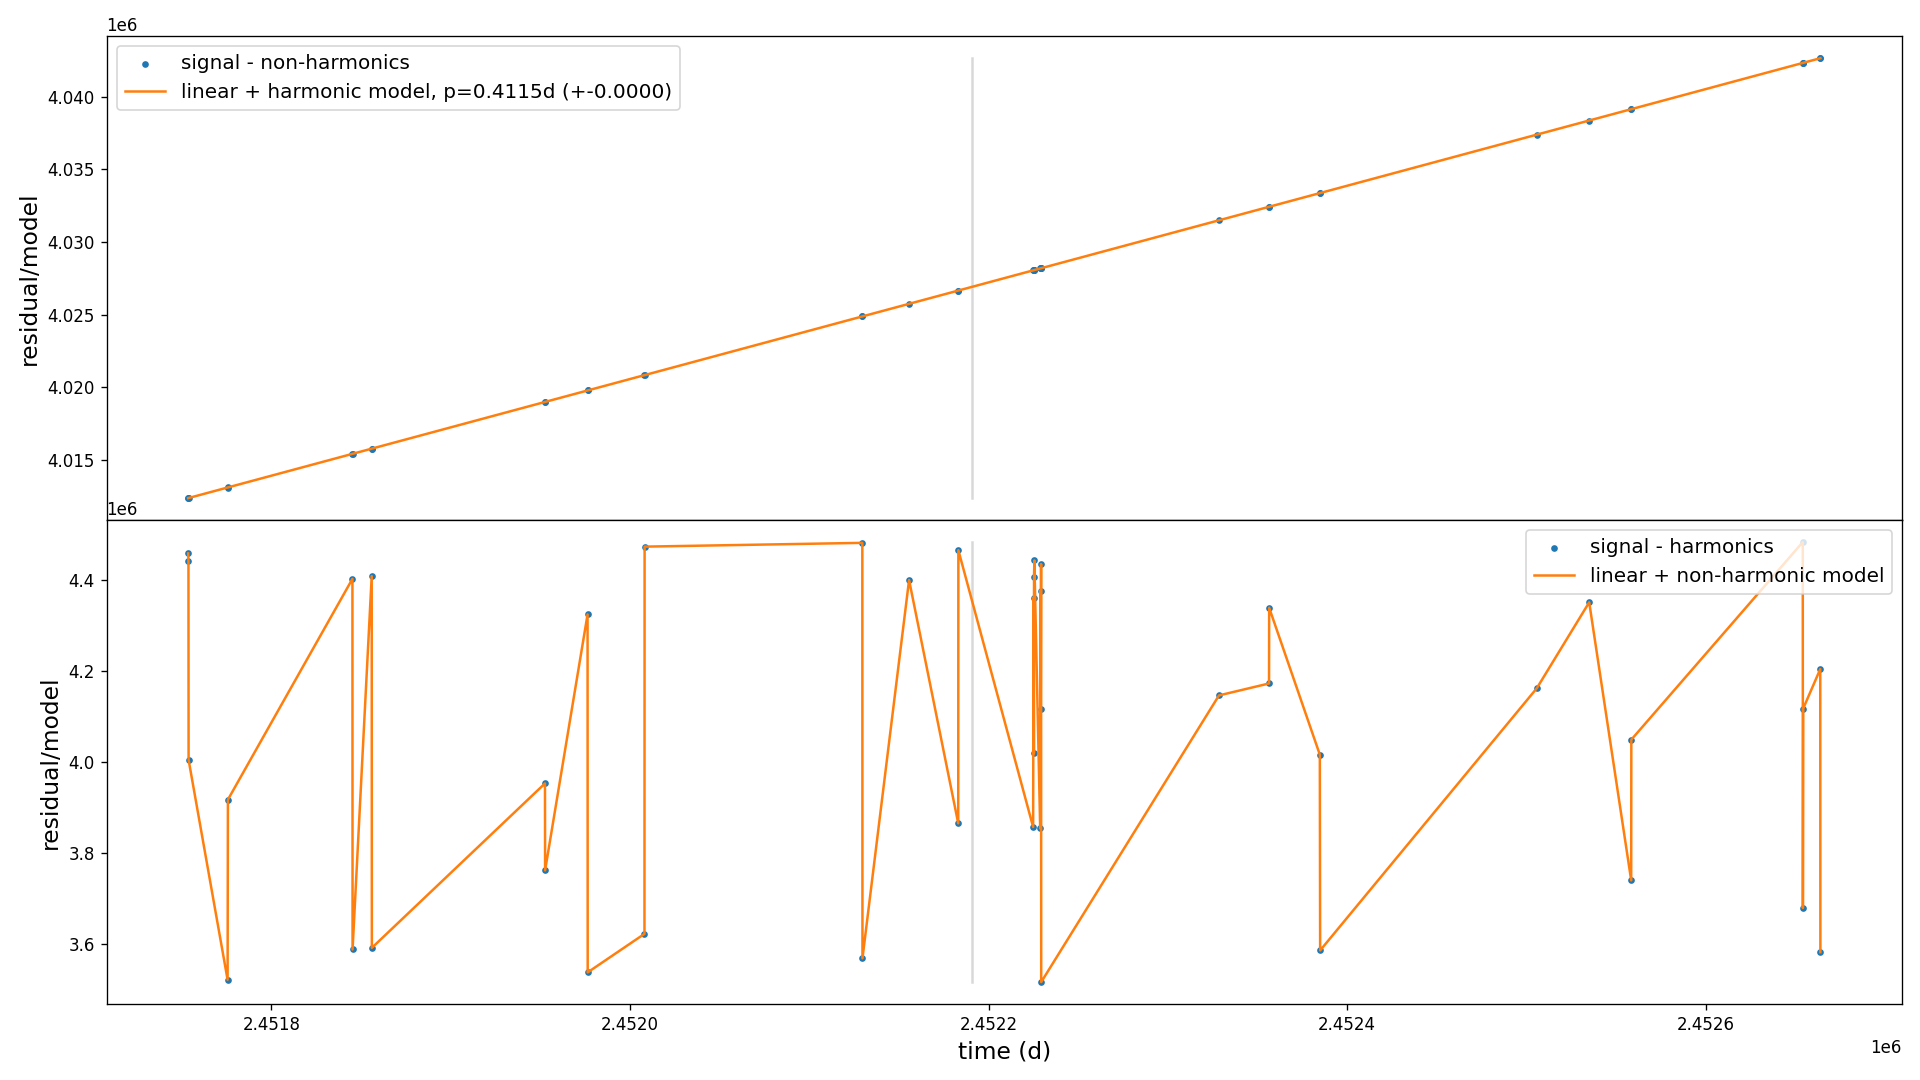 1e6
signal - non-harmonics
linear + harmonic model, p=0.4115d (+-0.0000)
4.040
4.035
4.030
4.025
4.020
4.015
residual/model
1e6
signal - harmonics
linear + non-harmonic model
4.4
4.2
4.0
3.8
3.6
residual/model
2.4518
2.4520
2.4522
2.4524
2.4526
time (d)
1e6